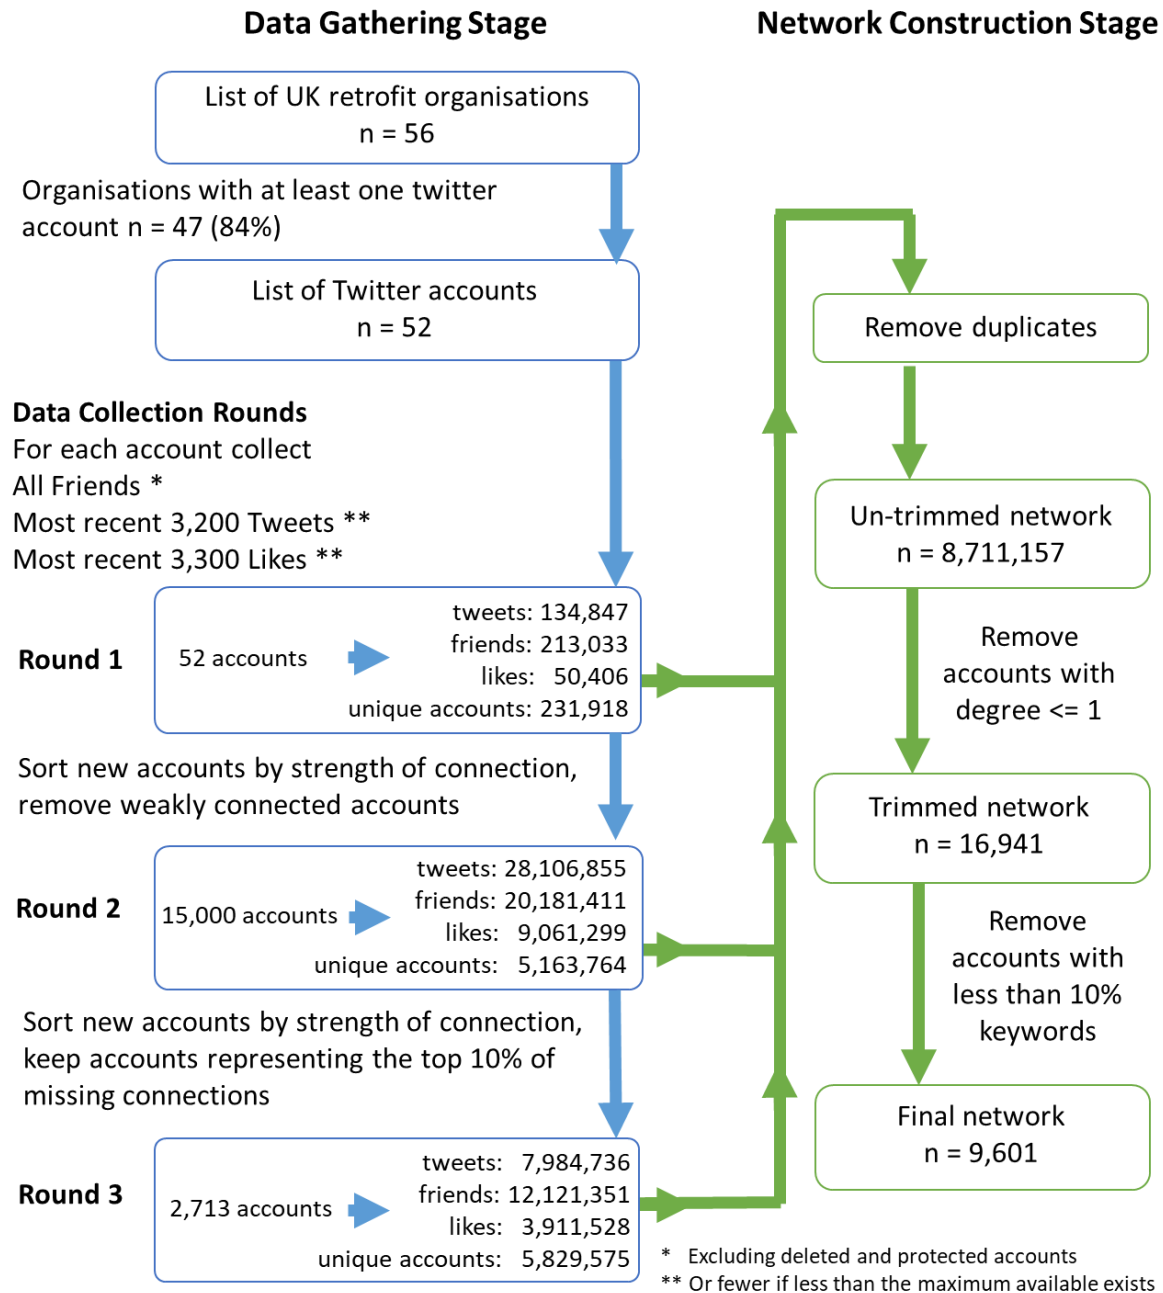 Data Gathering Stage
List of UK retrofit organisations
n = 56
Organisations with at least one twitter
account n = 47 (84%)
List of Twitter accounts
n = 52
Data Collection Rounds
For each account collect
All Friends *
Most recent 3,200 Tweets **
Most recent 3,300 Likes **
Round 1
52 accounts
tweets: 134,847
friends: 213,033
likes: 50,406
unique accounts: 231,918
Sort new accounts by strength of connection,
remove weakly connected accounts
Round 2
15,000 accounts
tweets: 28,106,855
friends: 20,181,411
likes: 9,061,299
unique accounts: 5,163,764
Sort new accounts by strength of connection,
keep accounts representing the top 10% of
missing connections
Round 3
2,713 accounts
tweets: 7,984,736
friends: 12,121,351
likes: 3,911,528
unique accounts: 5,829,575
Network Construction Stage
Remove duplicates
Un-trimmed network
n = 8,711,157
Remove
accounts with
degree <= 1
Trimmed network
n = 16,941
Remove
accounts with
less than 10%
keywords
Final network
n = 9,601
* Excluding deleted and protected accounts
** Or fewer if less than the maximum available exists